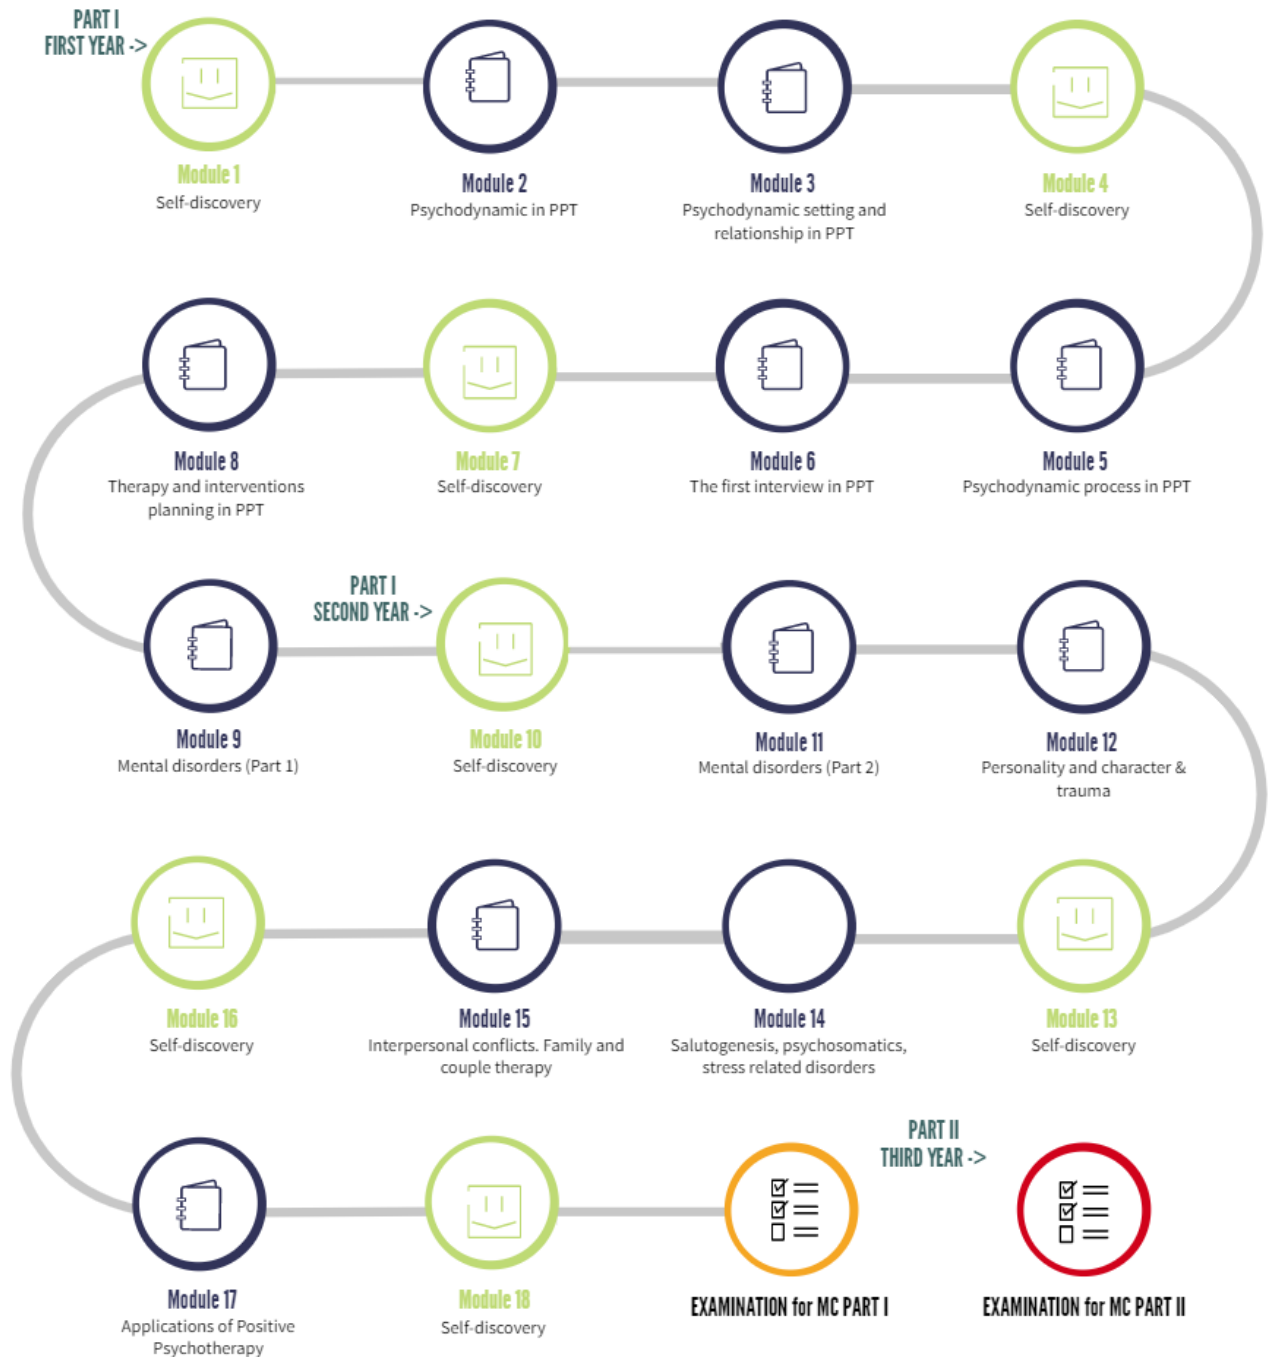 PART I
FIRST YEAR ->
Module 1
Self-discovery
Module 2
Psychodynamic in PPT
Module 3
Psychodynamic setting and
relationship in PPT
Module 4
Self-discovery
Module 8
Therapy and interventions
planning in PPT
Module 7
Self-discovery
Module 6
The first interview in PPT
Module 5
Psychodynamic process in PPT
PART I
SECOND YEAR ->
Module 9
Mental disorders (Part 1)
Module 10
Self-discovery
Module 11
Mental disorders (Part 2)
Module 12
Personality and character &
trauma
Module 16
Self-discovery
Module 15
Interpersonal conflicts. Family and
couple therapy
Module 14
Salutogenesis, psychosomatics,
stress related disorders
Module 13
Self-discovery
PART II
THIRD YEAR ->
Module 17
Applications of Positive
Psychotherapy
Module 18
Self-discovery
EXAMINATION for MC PART I
EXAMINATION for MC PART II